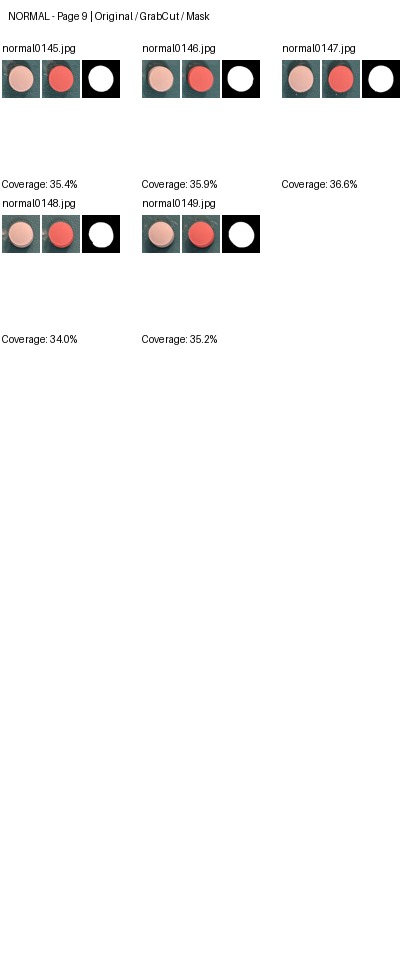 NORMAL - Page 9 | Original / GrabCut / Mask
normal0145.jpg
normal0146.jpg
normal0147.jpg
Coverage: 35.4%
Coverage: 35.9%
Coverage: 36.6%
normal0148.jpg
normal0149.jpg
Coverage: 34.0%
Coverage: 35.2%